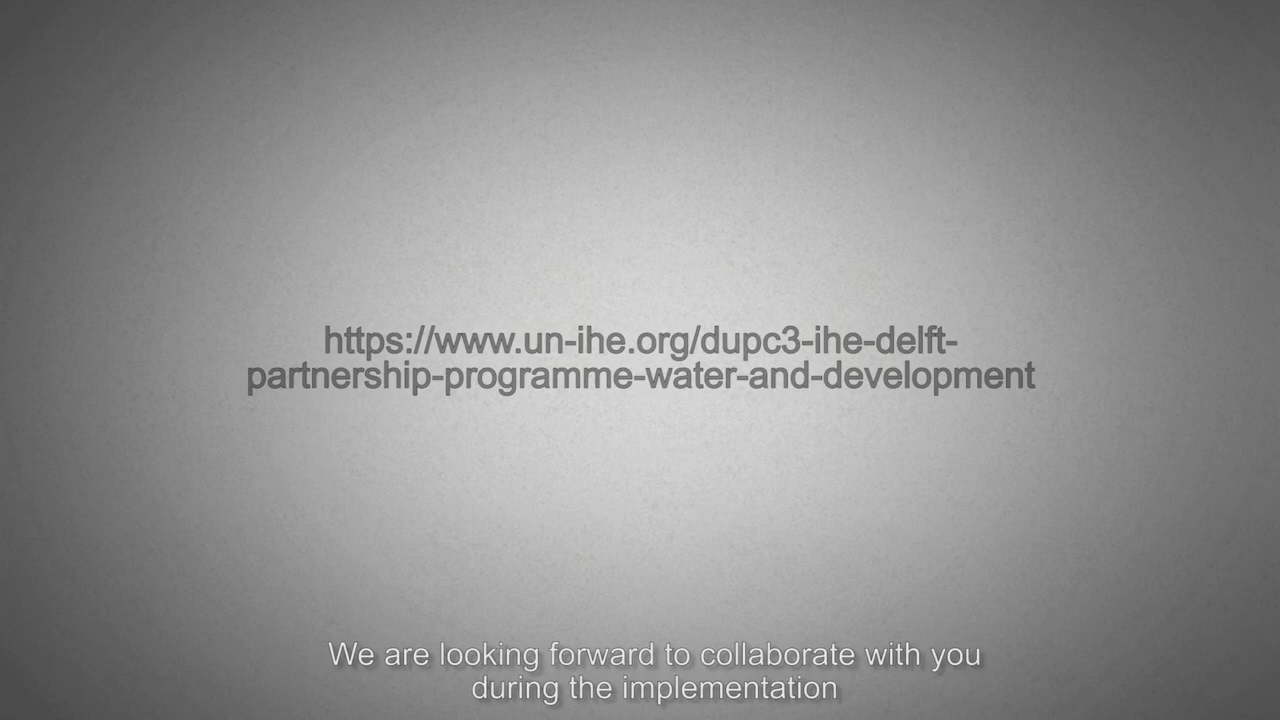 https://www.un-ihe.org/dupc3-ihe-delft-
partnership-programme-water-and-development
We are looking forward to collaborate with you
during the implementation